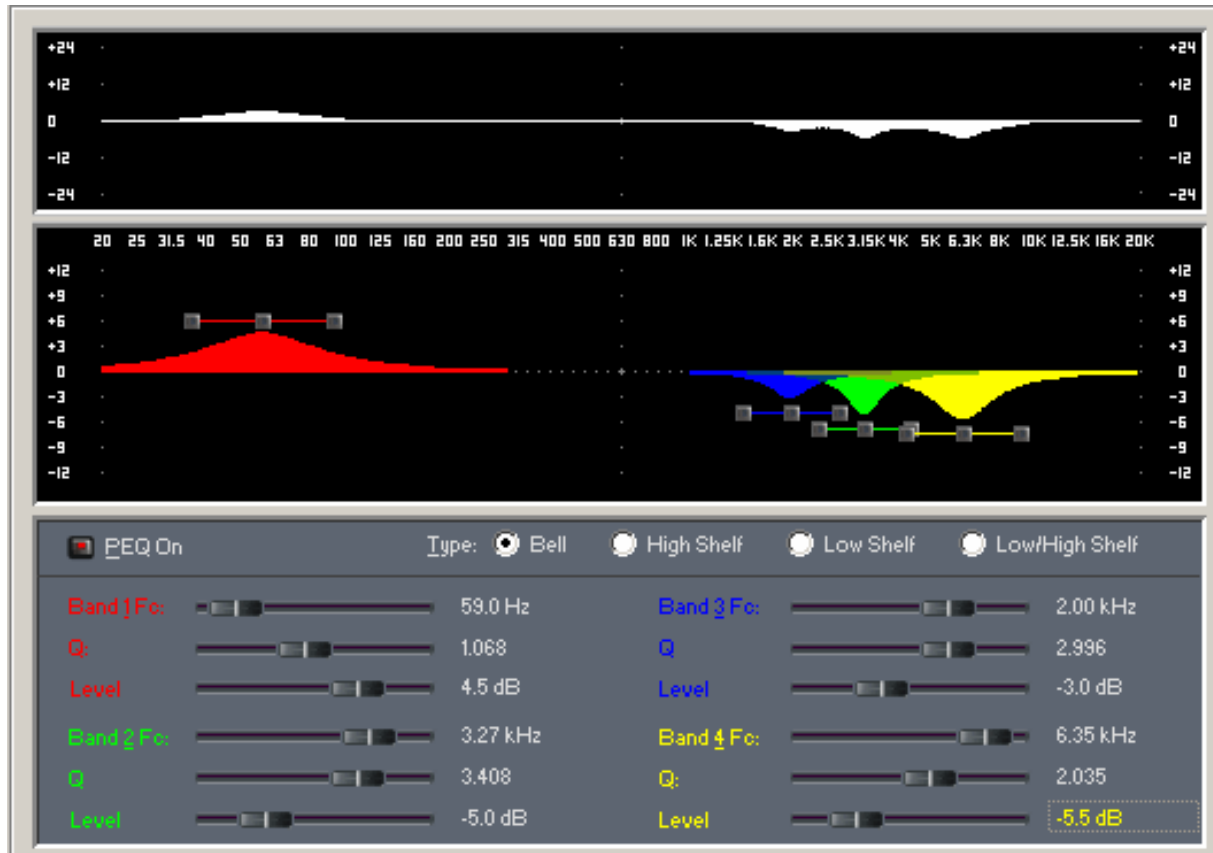 +24 +24
+12 +12
0 0
-12 -12
-24 -24
20 25 31.5 40 50 63 80 100 125 160 200 250 315 400 500 630 800 1K 1.25K 1.6K 2K 2.5K 3.15K 4K 5K 6.3K 8K 10K 12.5K 16K 20K
+12 +12
+9 +9
+6 +6
+3 +3
0 0
-3 -3
-6 -6
-9 -9
-12 -12
PEQ On Type: Bell High Shelf Low Shelf Low/High Shelf
Band 1 Fc: 59.0 Hz Band 3 Fc: 2.00 kHz
Q: 1.068 Q 2.996
Level 4.5 dB Level -3.0 dB
Band 2 Fc: 3.27 kHz Band 4 Fc: 6.35 kHz
Q 3.408 Q: 2.035
Level -5.0 dB Level -5.5 dB